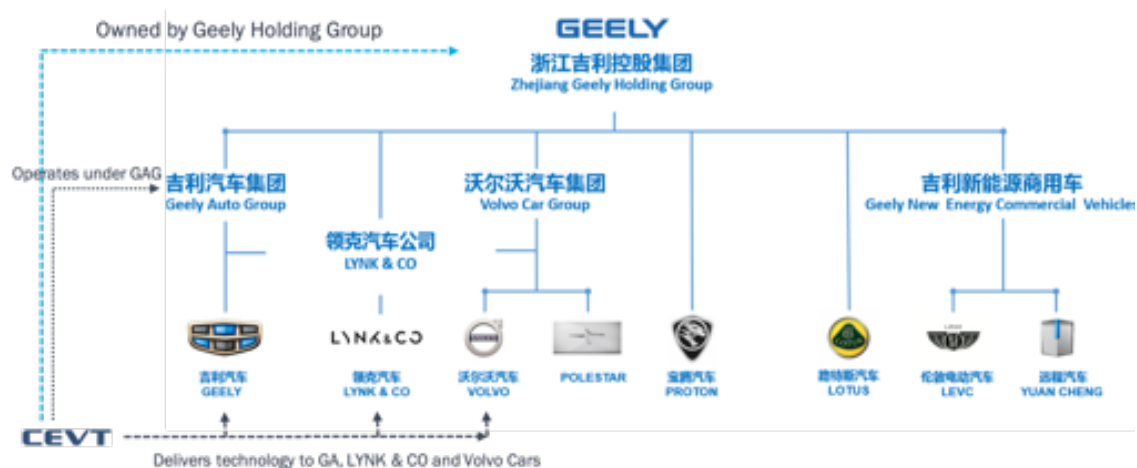 Owned by Geely Holding Group
GEELY
浙江吉利控股集团
Zhejiang Geely Holding Group
Operates under GAG
吉利汽车集团
Geely Auto Group
沃尔沃汽车集团
Volvo Car Group
吉利新能源商用车
Geely New Energy Commercial Vehicles
领克汽车公司
LYNK & CO
LYNK&CO
吉利汽车
GEELY
领克汽车
LYNK & CO
沃尔沃汽车
VOLVO
POLESTAR
宝腾汽车
PROTON
路特斯汽车
LOTUS
伦敦电动汽车
LEVC
远程汽车
YUAN CHENG
CEVT
Delivers technology to GA, LYNK & CO and Volvo Cars